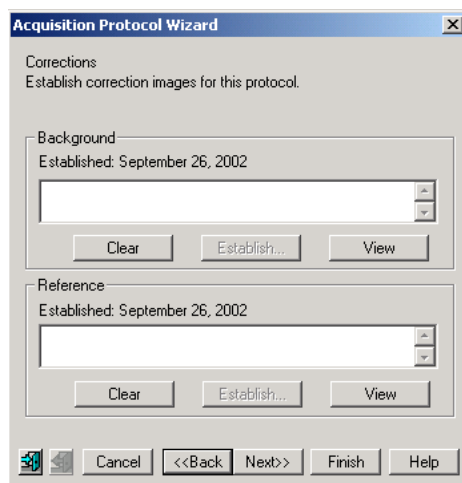 Acquisition Protocol Wizard
Corrections
Establish correction images for this protocol.
Background
Established: September 26, 2002
Clear Establish... View
Reference
Established: September 26, 2002
Clear Establish... View
Cancel <<Back Next>> Finish Help